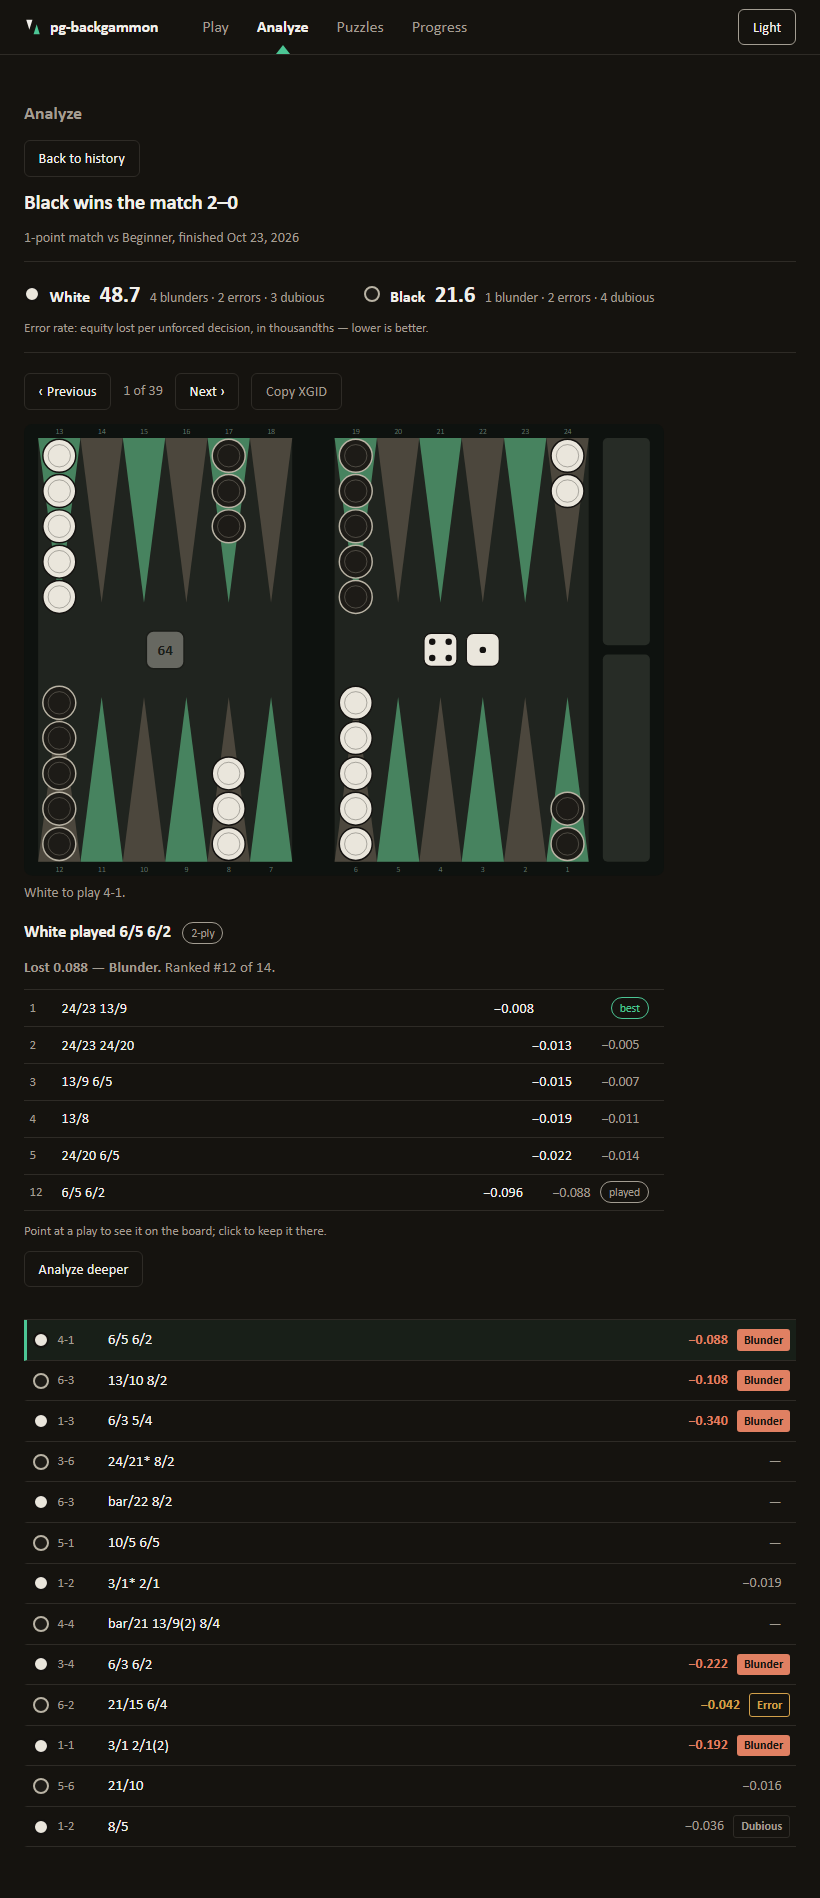 pg-backgammon Play Analyze Puzzles Progress Light
Analyze
Back to history
Black wins the match 2–0
1-point match vs Beginner, finished Oct 23, 2026
White 48.7 4 blunders · 2 errors · 3 dubious Black 21.6 1 blunder · 2 errors · 4 dubious
Error rate: equity lost per unforced decision, in thousandths — lower is better.
‹ Previous 1 of 39 Next › Copy XGID
13 14 15 16 17 18 19 20 21 22 23 24
64
12 11 10 9 8 7 6 5 4 3 2 1
White to play 4-1.
White played 6/5 6/2 2-ply
Lost 0.088 — Blunder. Ranked #12 of 14.
1 24/23 13/9 −0.008 best
2 24/23 24/20 −0.013 −0.005
3 13/9 6/5 −0.015 −0.007
4 13/8 −0.019 −0.011
5 24/20 6/5 −0.022 −0.014
12 6/5 6/2 −0.096 −0.088 played
Point at a play to see it on the board; click to keep it there.
Analyze deeper
4-1 6/5 6/2 −0.088 Blunder
6-3 13/10 8/2 −0.108 Blunder
1-3 6/3 5/4 −0.340 Blunder
3-6 24/21* 8/2 —
6-3 bar/22 8/2 —
5-1 10/5 6/5 —
1-2 3/1* 2/1 −0.019
4-4 bar/21 13/9(2) 8/4 —
3-4 6/3 6/2 −0.222 Blunder
6-2 21/15 6/4 −0.042 Error
1-1 3/1 2/1(2) −0.192 Blunder
5-6 21/10 −0.016
1-2 8/5 −0.036 Dubious